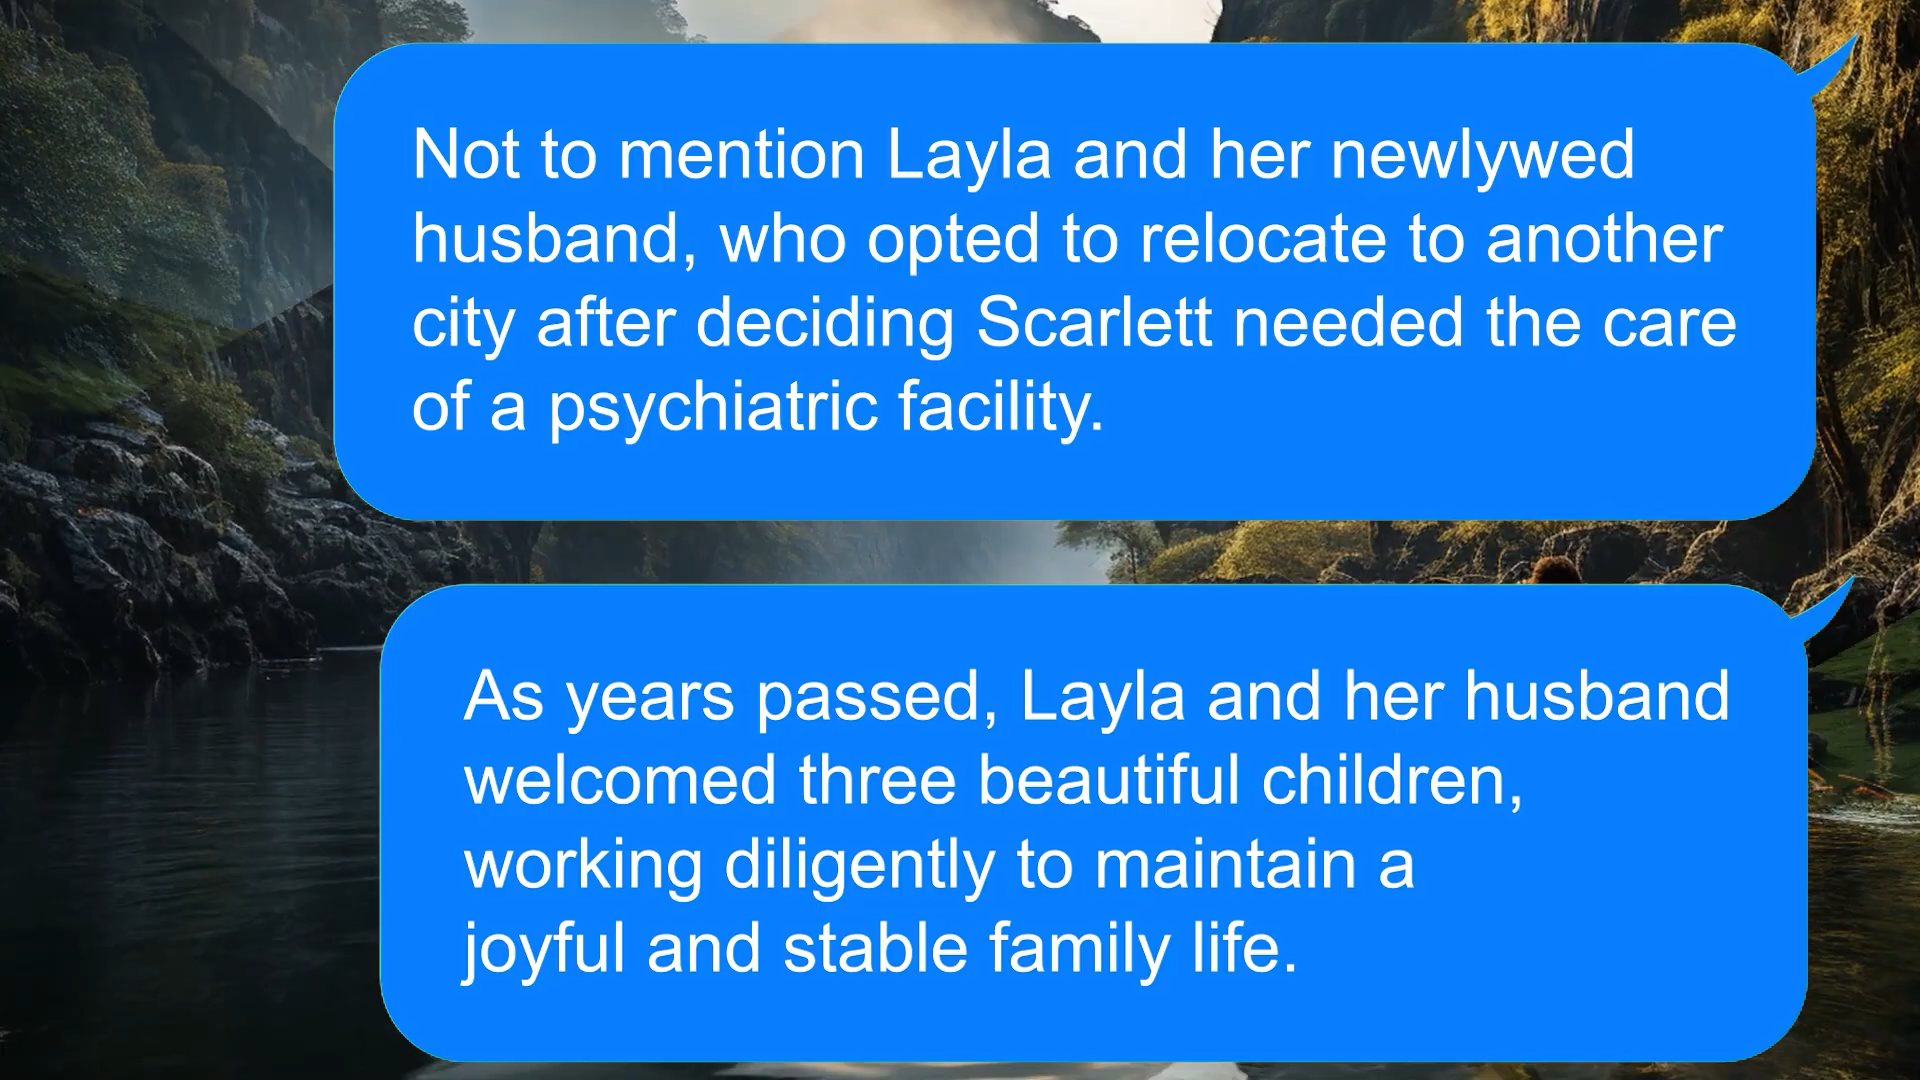 Not to mention Layla and her newlywed
husband, who opted to relocate to another
city after deciding Scarlett needed the care
of a psychiatric facility.
As years passed, Layla and her husband
welcomed three beautiful children,
working diligently to maintain a
joyful and stable family life.